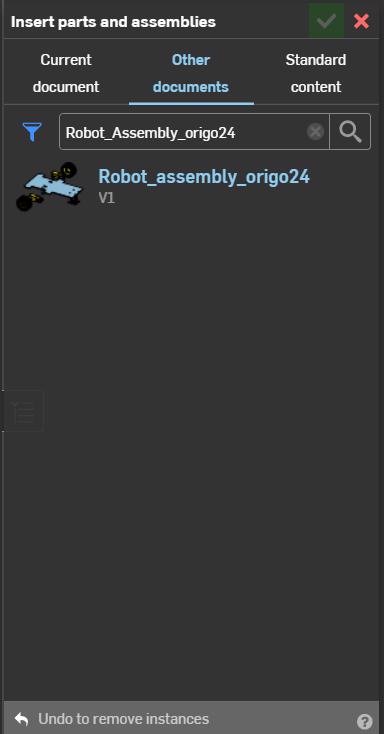 Insert parts and assemblies
Current
document
Other
documents
Standard
content
Robot_Assembly_origo24
Robot_assembly_origo24
V1
Undo to remove instances
?